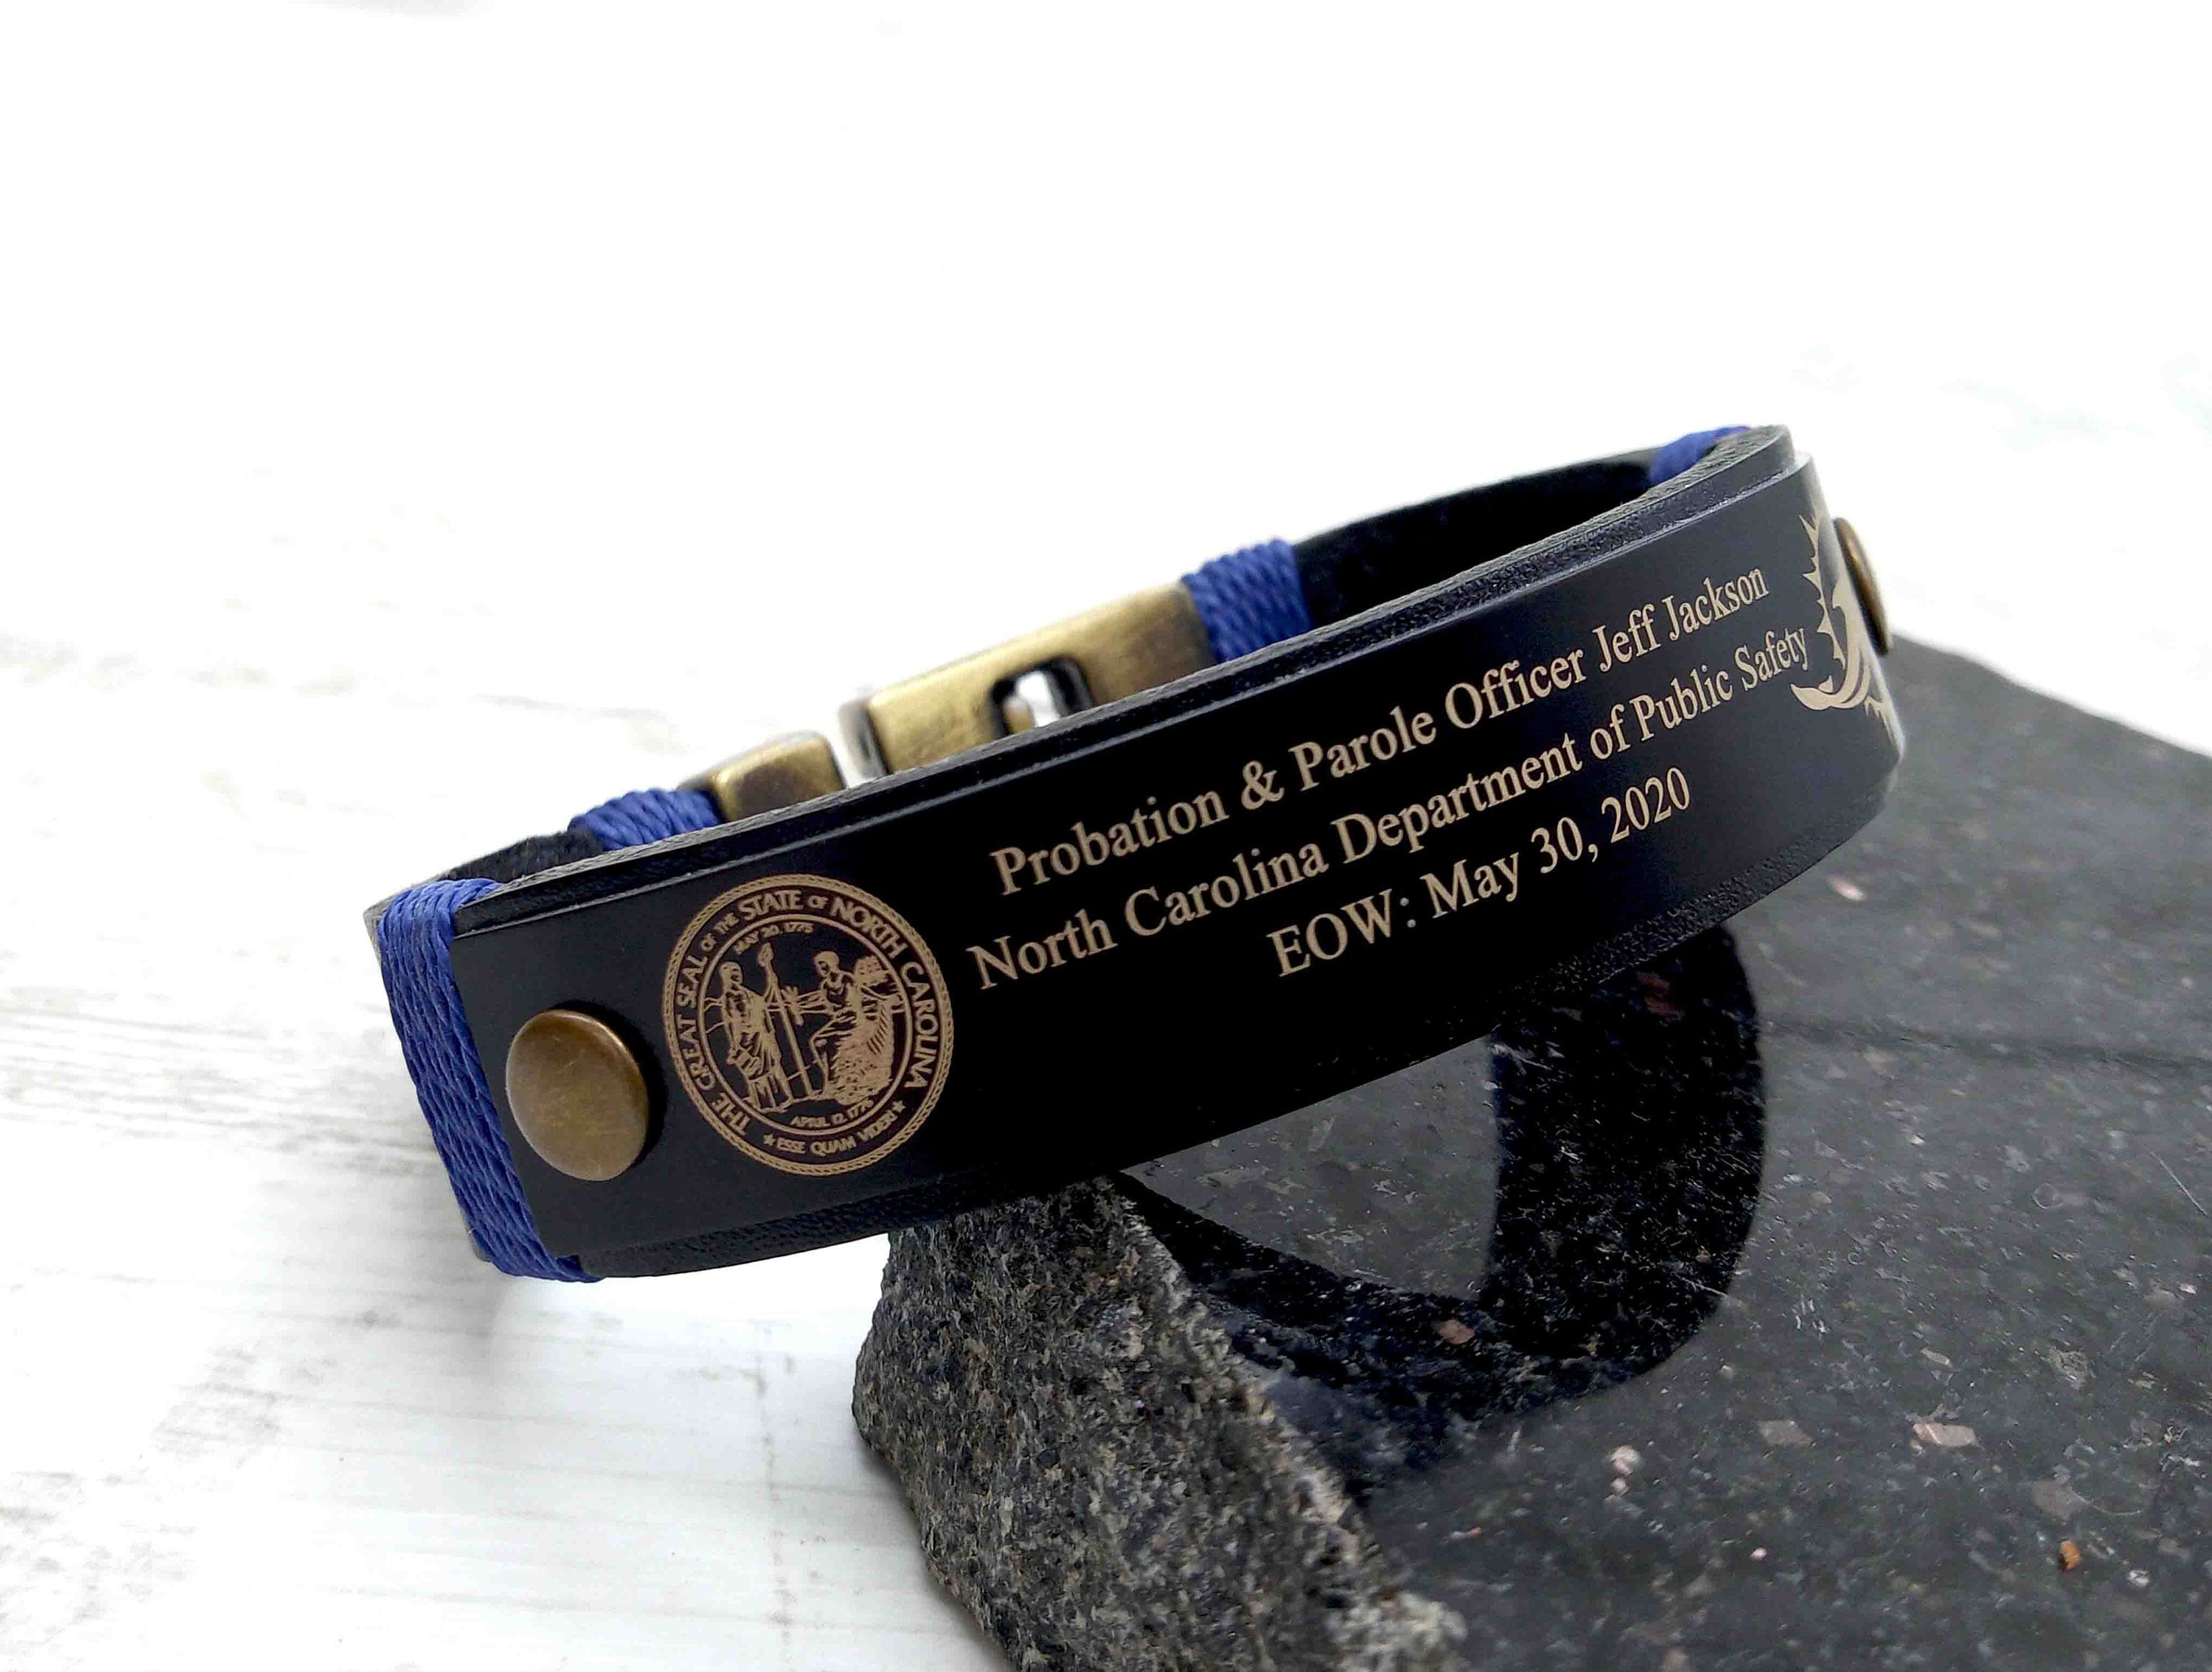 Probation & Parole Officer Jeff Jackson
North Carolina Department of Public Safety
EOW: May 30, 2020
THE GREAT SEAL OF THE STATE OF NORTH CAROLINA
MAY 20, 1775
APRIL 12, 1776
★ ESSE QUAM VIDERI ★